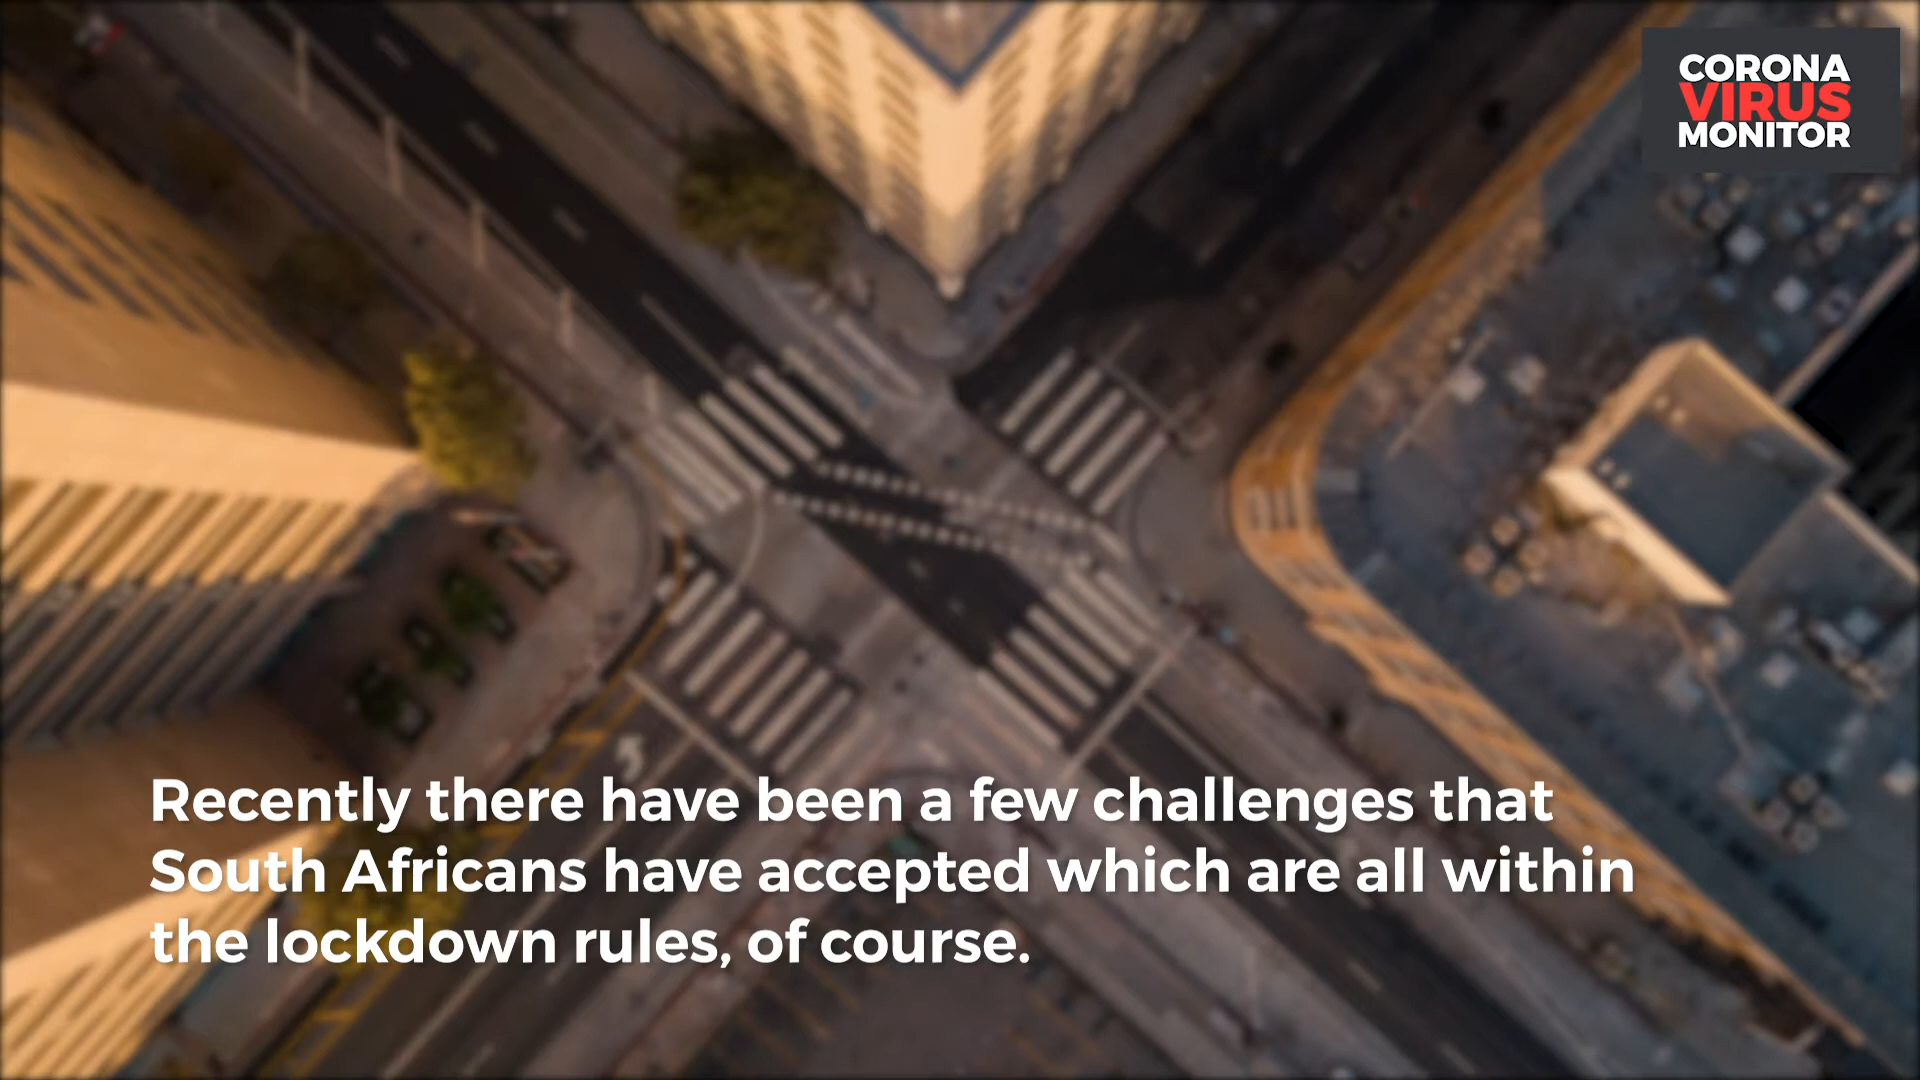 CORONA
VIRUS
MONITOR
Recently there have been a few challenges that
South Africans have accepted which are all within
the lockdown rules, of course.